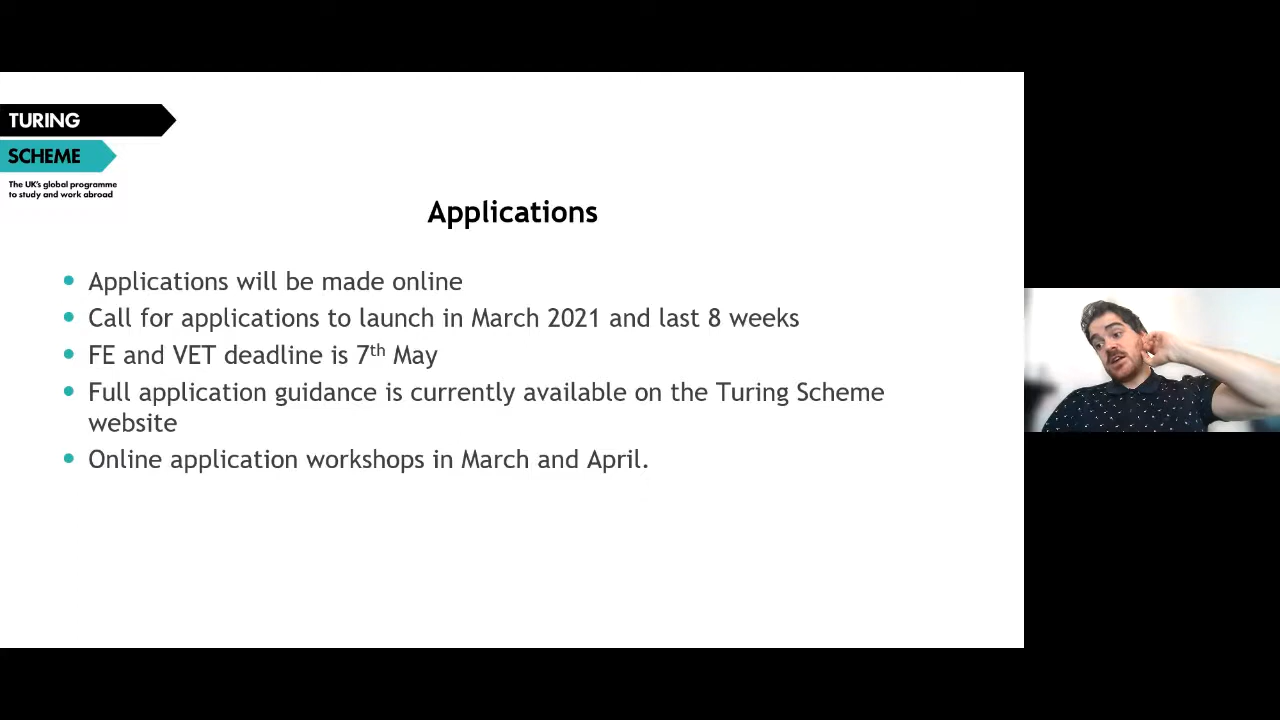 TURING
SCHEME
The UK's global programme
to study and work abroad
Applications
Applications will be made online
Call for applications to launch in March 2021 and last 8 weeks
FE and VET deadline is 7th May
Full application guidance is currently available on the Turing Scheme
website
Online application workshops in March and April.